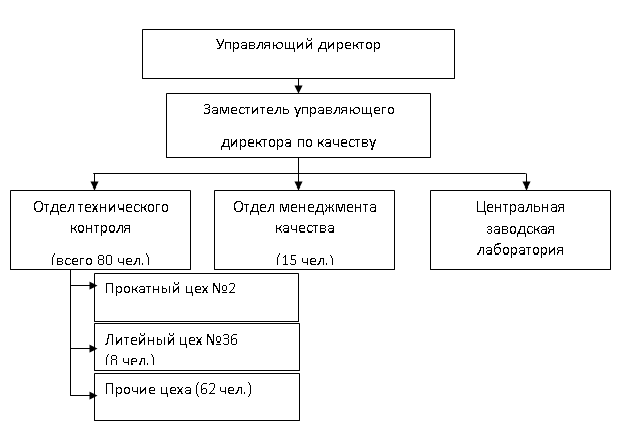 Управляющий директор
Заместитель управляющего
директора по качеству
Отдел технического
контроля
(всего 80 чел.)
Отдел менеджмента
качества
(15 чел.)
Центральная
заводская
лаборатория
Прокатный цех №2
Литейный цех №36
(8 чел.)
Прочие цеха (62 чел.)